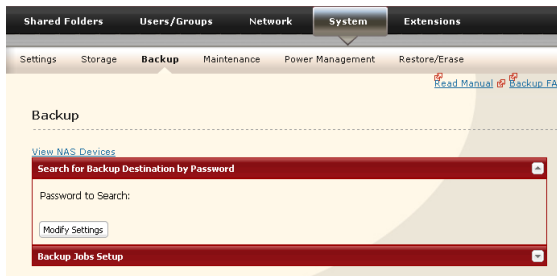 Shared Folders Users/Groups Network System Extensions
Settings Storage Backup Maintenance Power Management Restore/Erase
Read Manual Backup FA
Backup
View NAS Devices
Search for Backup Destination by Password
Password to Search:
Modify Settings
Backup Jobs Setup